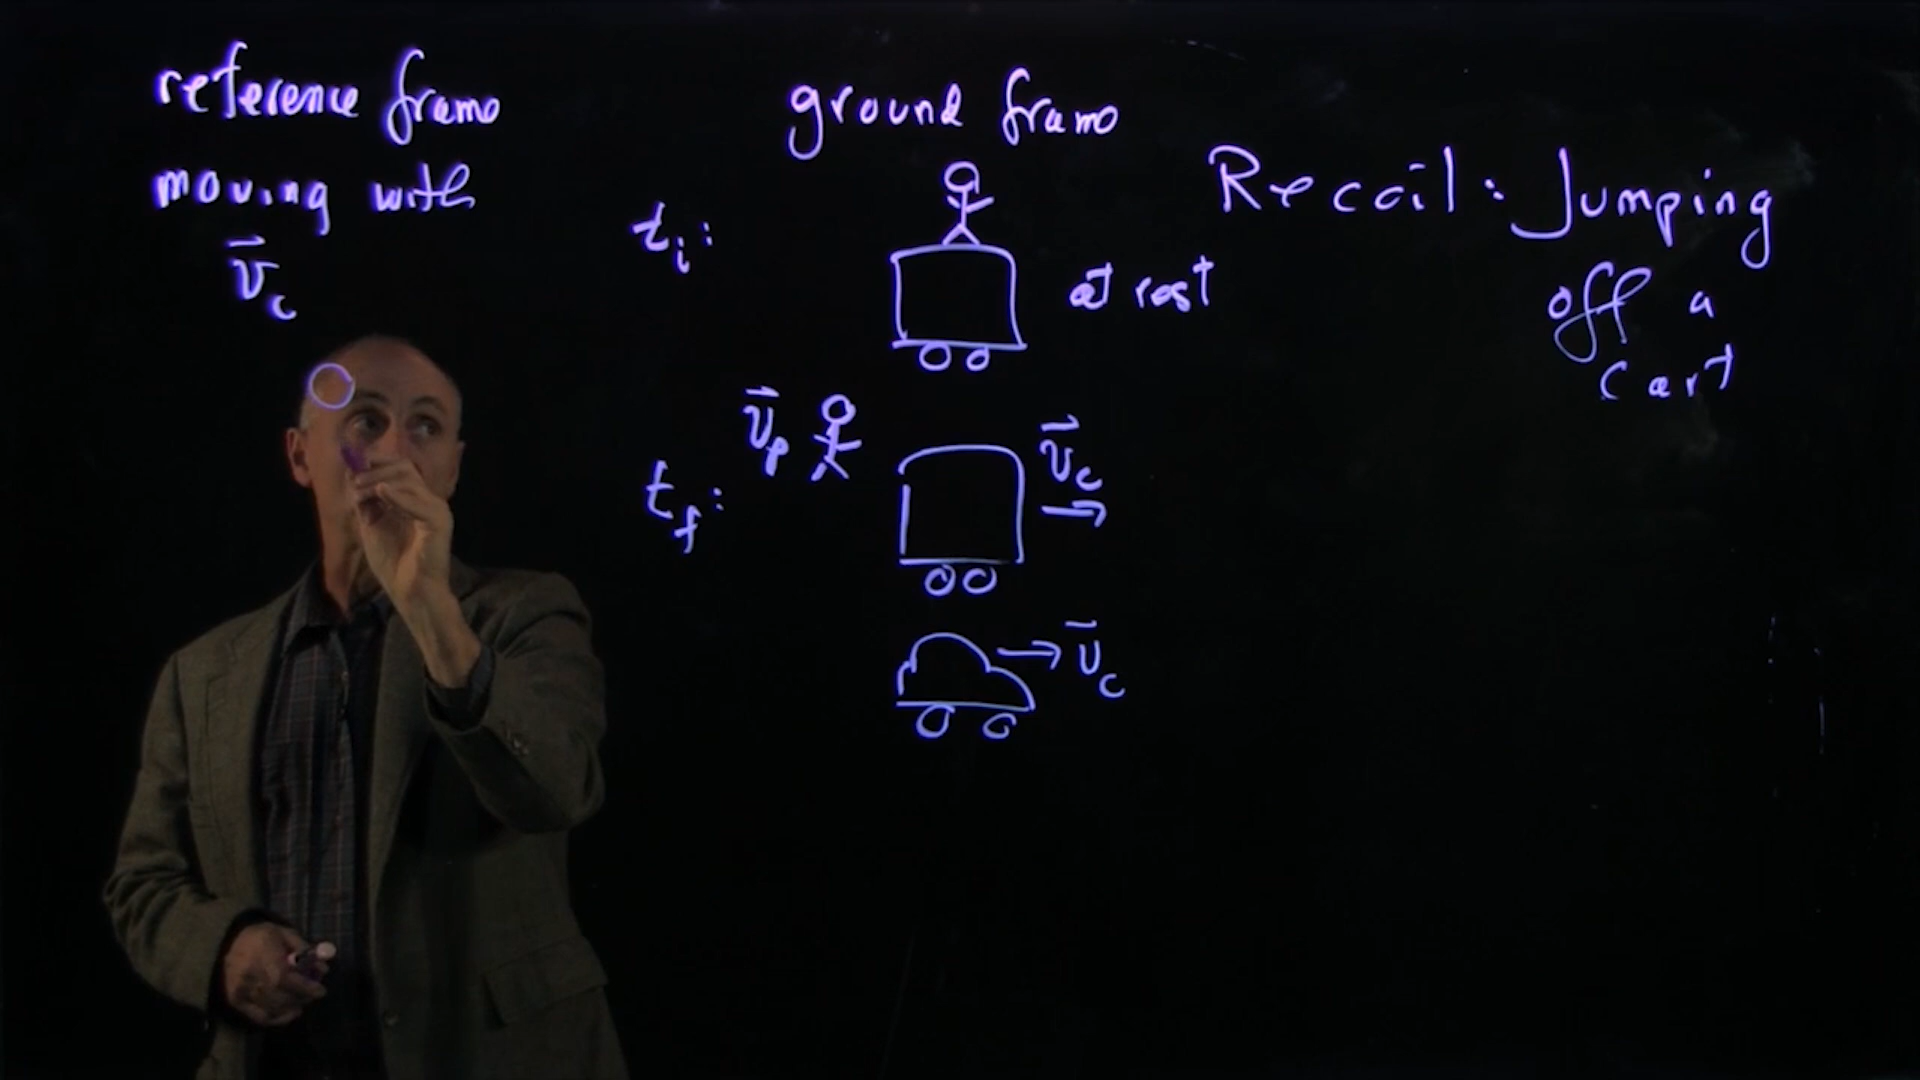 reference frame
moving with
v⃗c
ground frame
ti:
at rest
v⃗p
v⃗c
tf:
v̄c
Recoil: Jumping
off a
cart